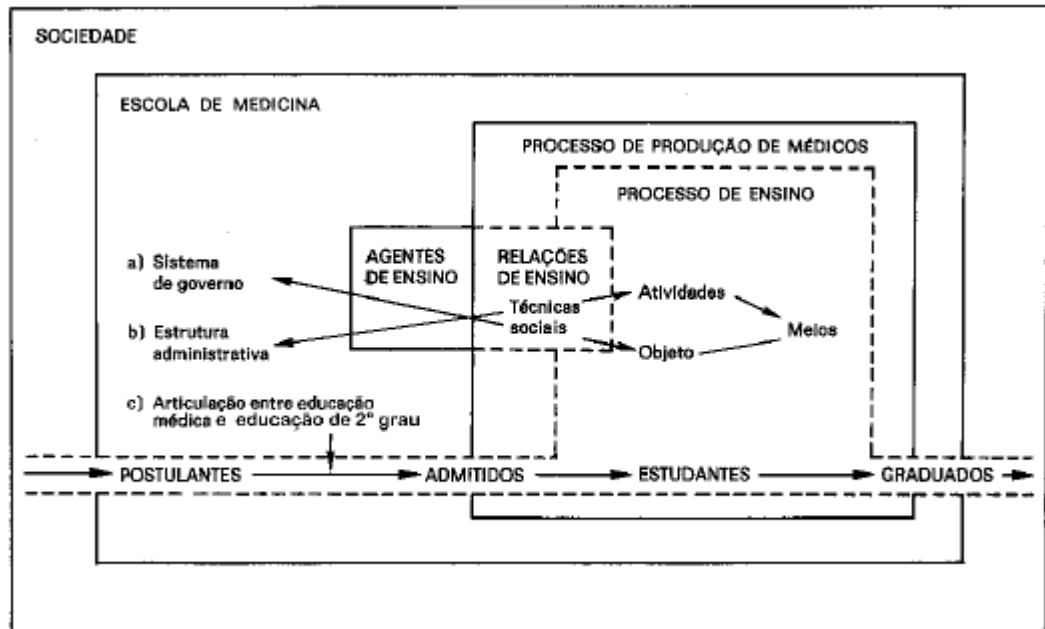 SOCIEDADE
ESCOLA DE MEDICINA
PROCESSO DE PRODUÇÃO DE MÉDICOS
PROCESSO DE ENSINO
a) Sistema
de governo
AGENTES
DE ENSINO
RELAÇÕES
DE ENSINO
Técnicas
sociais
Atividades
Meios
Objeto
b) Estrutura
administrativa
c) Articulação entre educação
médica e educação de 2º grau
POSTULANTES
ADMITIDOS
ESTUDANTES
GRADUADOS